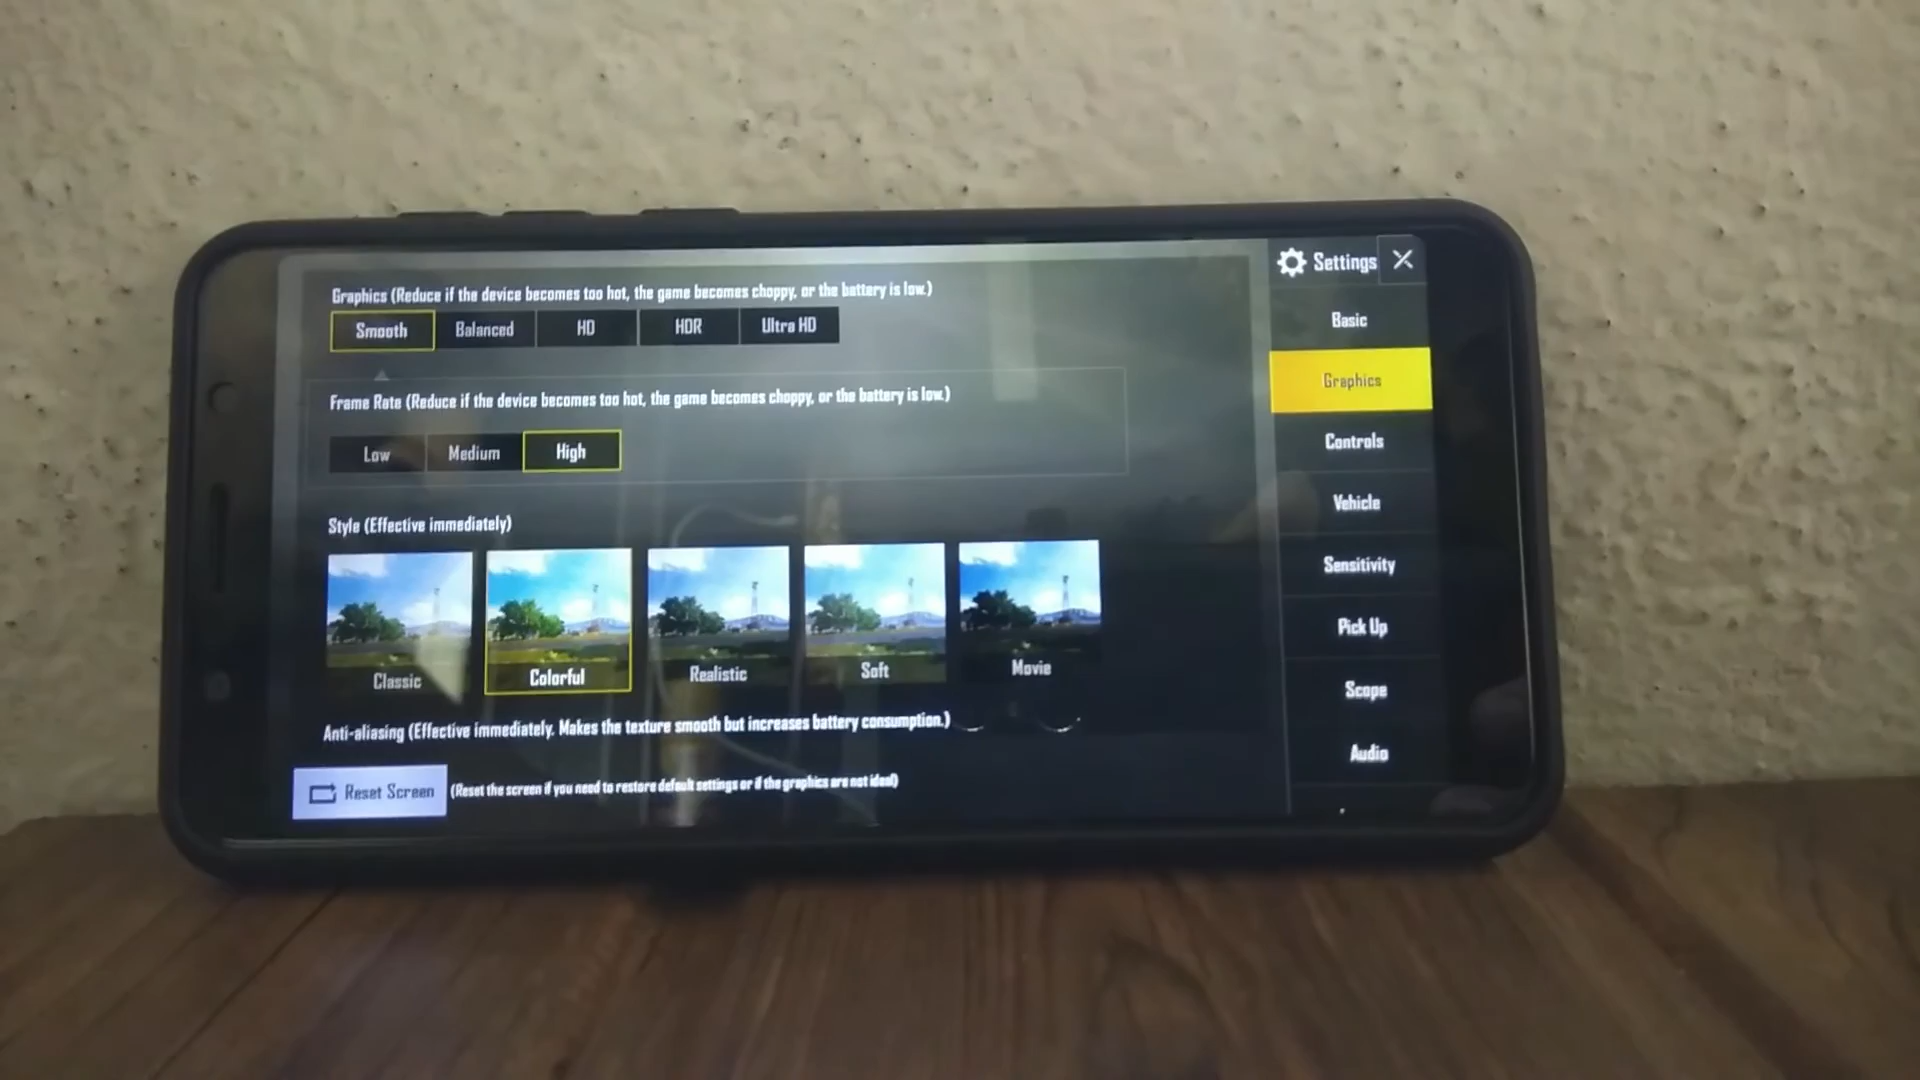 Graphics (Reduce if the device becomes too hot, the game becomes choppy, or the battery is low.)
Smooth Balanced HD HDR Ultra HD
Frame Rate (Reduce if the device becomes too hot, the game becomes choppy, or the battery is low.)
Low Medium High
Style (Effective immediately)
Classic Colorful Realistic Soft Movie
Anti-aliasing (Effective immediately. Makes the texture smooth but increases battery consumption.)
Reset Screen (Reset the screen if you need to restore default settings or if the graphics are not ideal)
Settings X
Basic
Graphics
Controls
Vehicle
Sensitivity
Pick Up
Scope
Audio